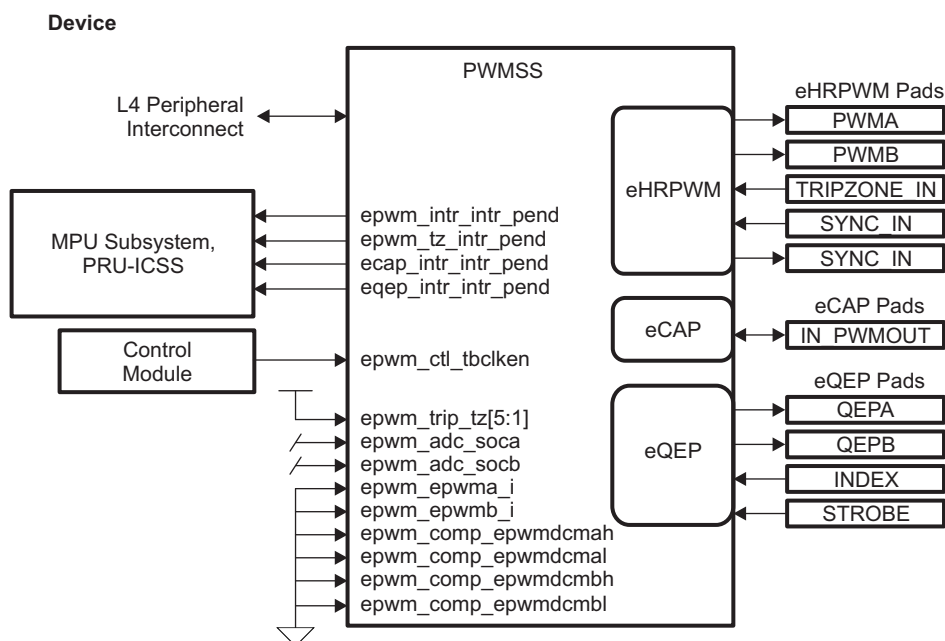 Device
PWMSS
L4 Peripheral
Interconnect
MPU Subsystem,
PRU-ICSS
epwm_intr_intr_pend
epwm_tz_intr_pend
ecap_intr_intr_pend
eqep_intr_intr_pend
Control
Module
epwm_ctl_tbclken
epwm_trip_tz[5:1]
epwm_adc_soca
epwm_adc_socb
epwm_epwma_i
epwm_epwmb_i
epwm_comp_epwmdcmah
epwm_comp_epwmdcmal
epwm_comp_epwmdcmbh
epwm_comp_epwmdcmbl
eHRPWM
eCAP
eQEP
eHRPWM Pads
PWMA
PWMB
TRIPZONE_IN
SYNC_IN
SYNC_IN
eCAP Pads
IN_PWMOUT
eQEP Pads
QEPA
QEPB
INDEX
STROBE